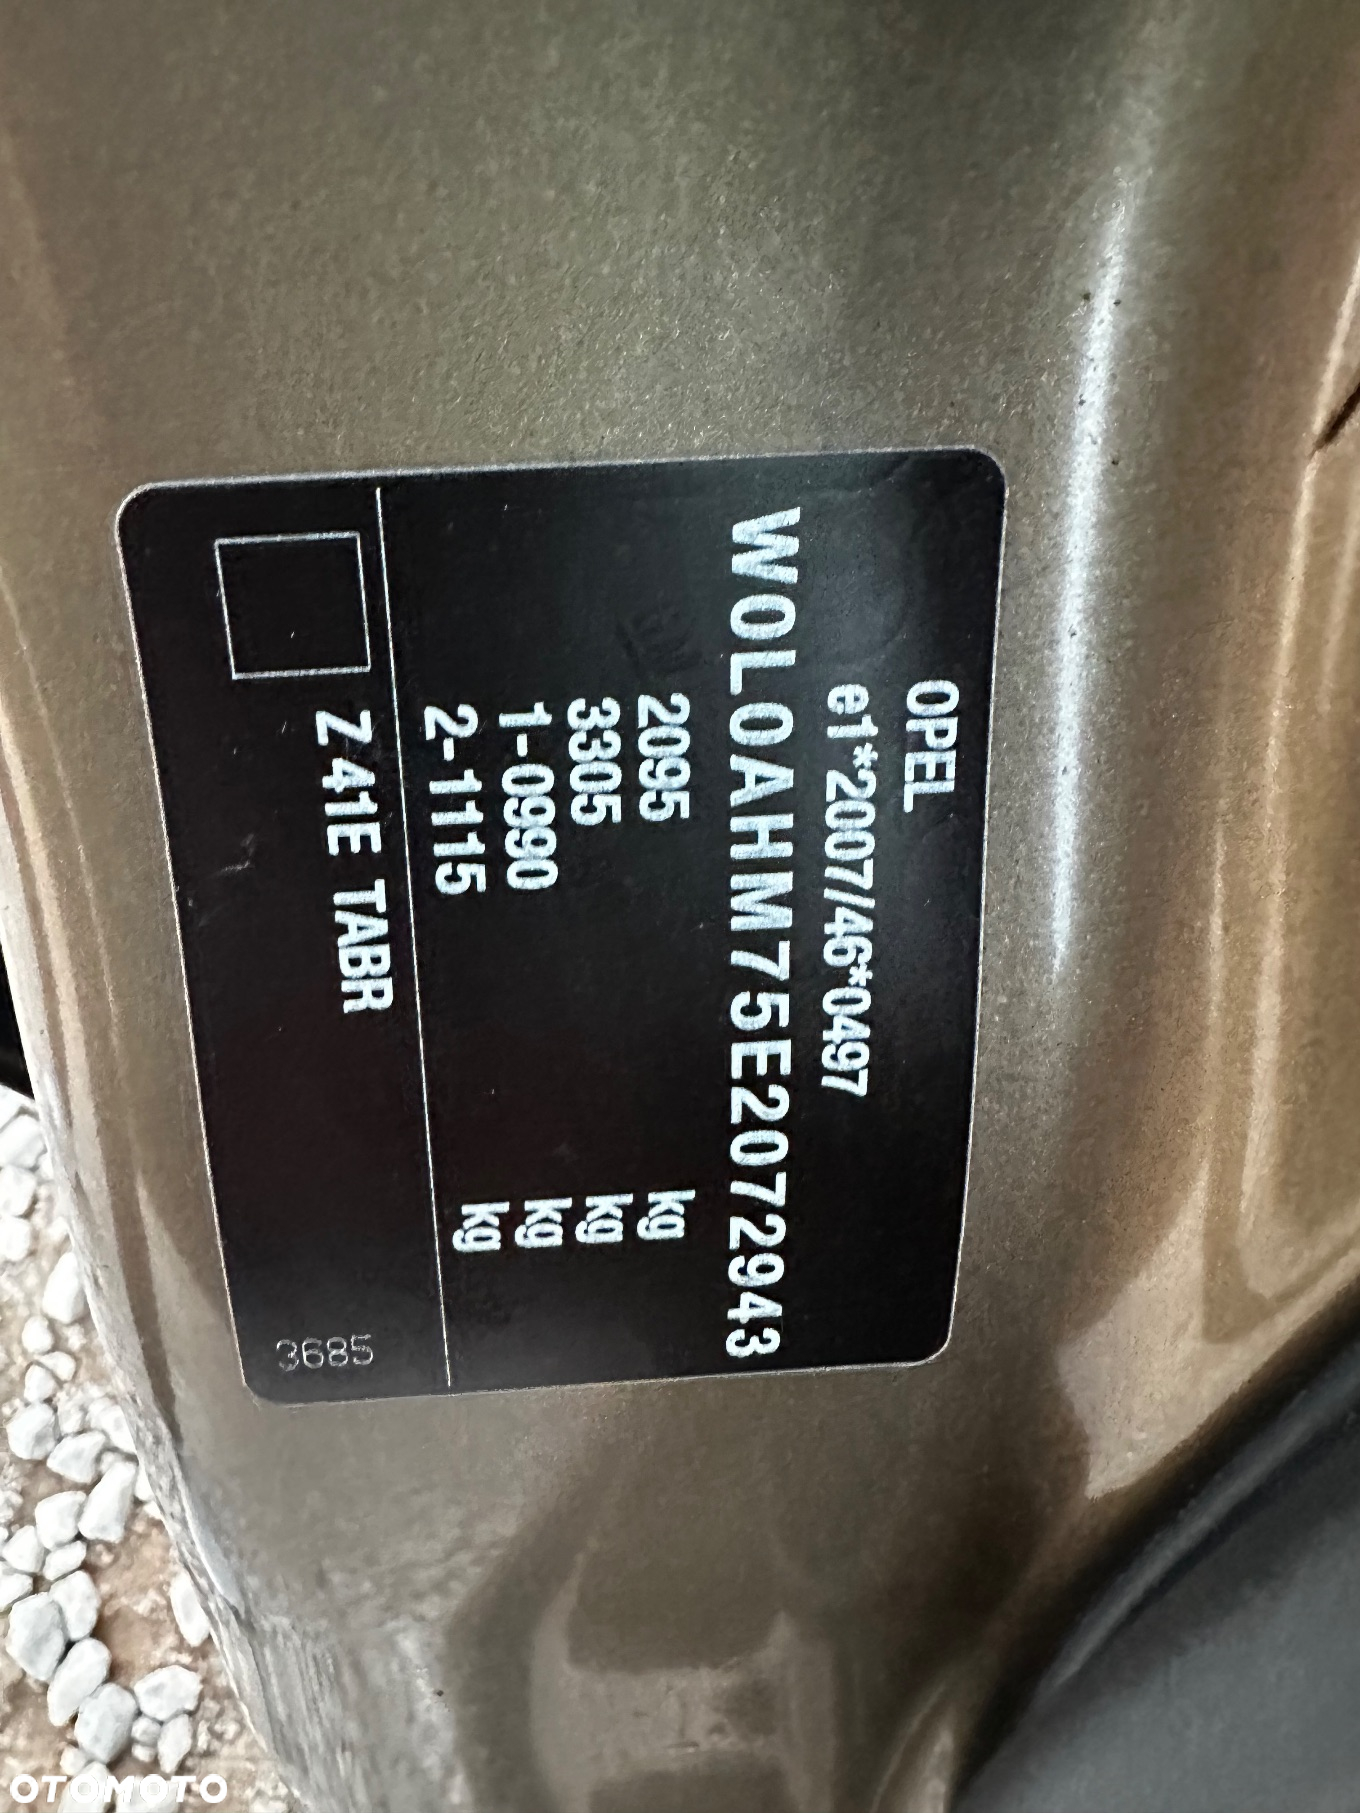 OPEL
e1*2007/46*0497
W0L0AHM75E2072943
2095 kg
3305 kg
1-0990 kg
2-1115 kg
Z 41E TABR
3685
OTOMOTO